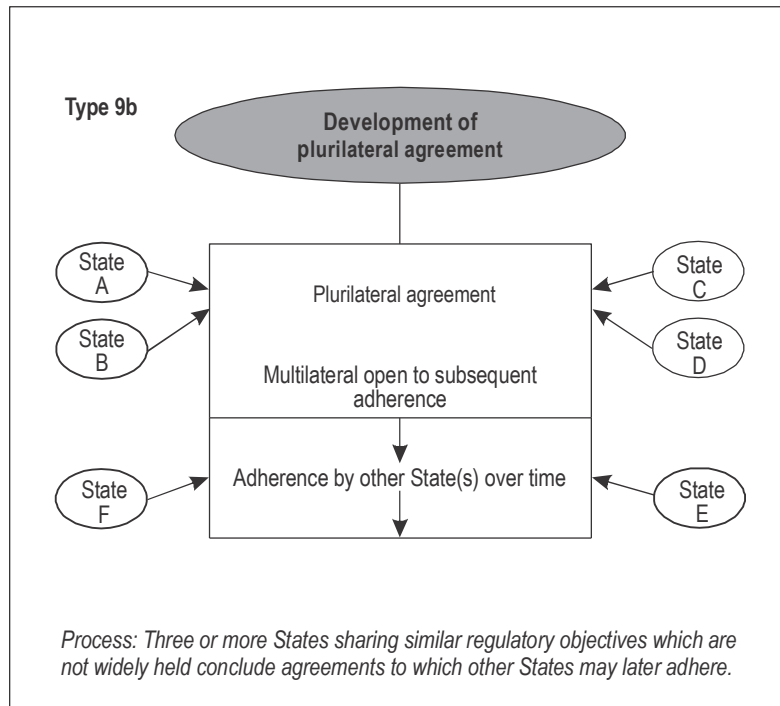 Type 9b
Development of
plurilateral agreement
State
A
State
B
Plurilateral agreement
Multilateral open to subsequent
adherence
State
C
State
D
State
F
Adherence by other State(s) over time
State
E
Process: Three or more States sharing similar regulatory objectives which are
not widely held conclude agreements to which other States may later adhere.